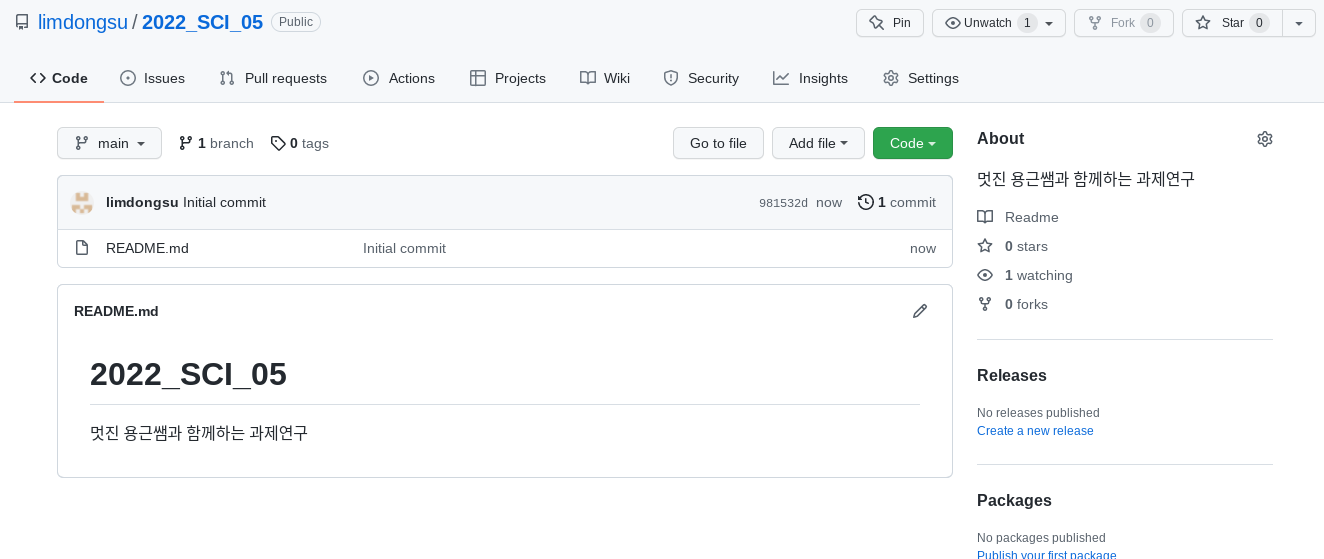 limdongsu / 2022_SCI_05 Public Pin Unwatch 1 Fork 0 Star 0
Code Issues Pull requests Actions Projects Wiki Security Insights Settings
main 1 branch 0 tags Go to file Add file Code
limdongsu Initial commit 981532d now 1 commit
README.md Initial commit now
README.md
2022_SCI_05
멋진 용근쌤과 함께하는 과제연구
About
멋진 용근쌤과 함께하는 과제연구
Readme
0 stars
1 watching
0 forks
Releases
No releases published
Create a new release
Packages
No packages published
Publish your first package